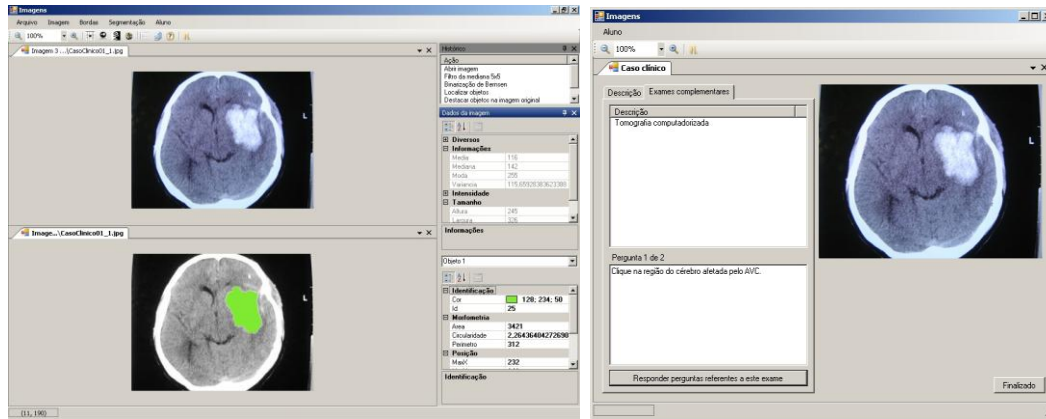 Imagens
Arquivo Imagem Bordas Segmentação Aluno
100%
Imagem 3 ...\CasoClinico01_1.jpg
L
Histórico
Ação
Abrir imagem
Filtro da mediana 5x5
Binarização de Bernsen
Localizar objetos
Destacar objetos na imagem original
Dados da imagem
Diversos
Informações
Media 116
Mediana 142
Moda 255
Variancia
Intensidade
Tamanho
Altura 245
Largura 326
Informações
Image...\CasoClinico01_1.jpg
L
Objeto 1
Identificação
Cor 128; 234; 50
Id 25
Morfometria
Area 3421
Circularidade 2,26436404272698
Perimetro 312
Posição
MaxX 232
Identificação
(11, 190)
Imagens
Aluno
100%
Caso clínico
Descrição Exames complementares
Descrição
Tomografia computadorizada
L
Pergunta 1 de 2
Clique na região do cérebro afetada pelo AVC.
Responder perguntas referentes a este exame
Finalizado